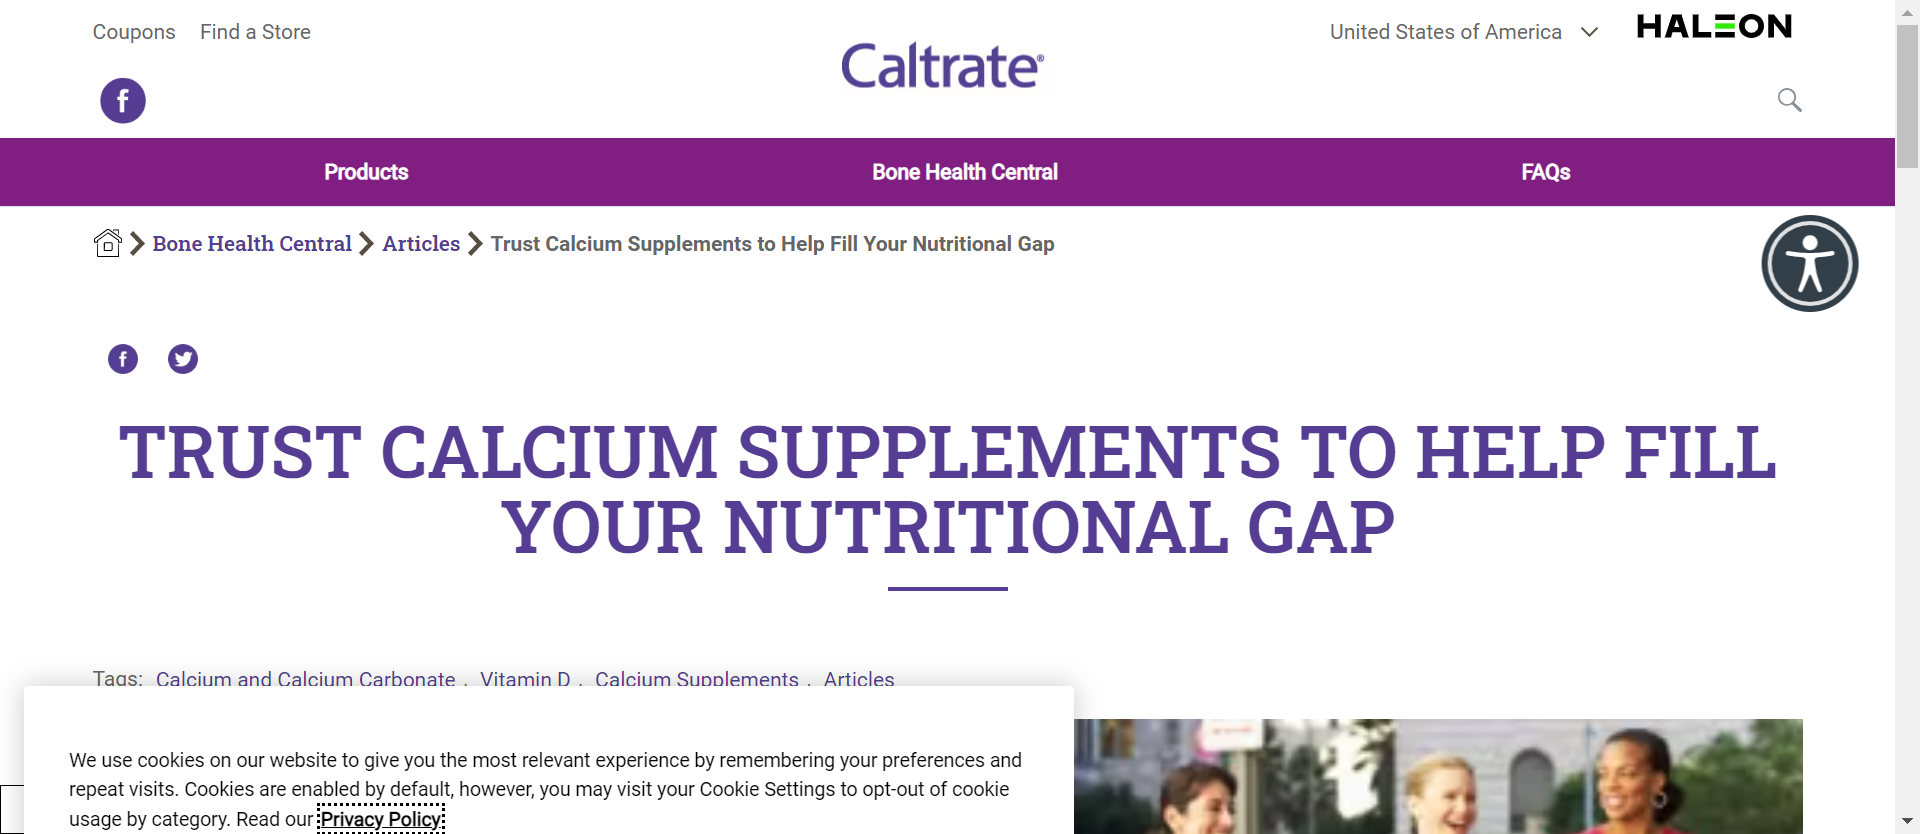 Coupons Find a Store
United States of America
HALEON
Caltrate®
Products Bone Health Central FAQs
Bone Health Central Articles Trust Calcium Supplements to Help Fill Your Nutritional Gap
TRUST CALCIUM SUPPLEMENTS TO HELP FILL
YOUR NUTRITIONAL GAP
Tags: Calcium and Calcium Carbonate , Vitamin D , Calcium Supplements , Articles
We use cookies on our website to give you the most relevant experience by remembering your preferences and
repeat visits. Cookies are enabled by default, however, you may visit your Cookie Settings to opt-out of cookie
usage by category. Read our Privacy Policy